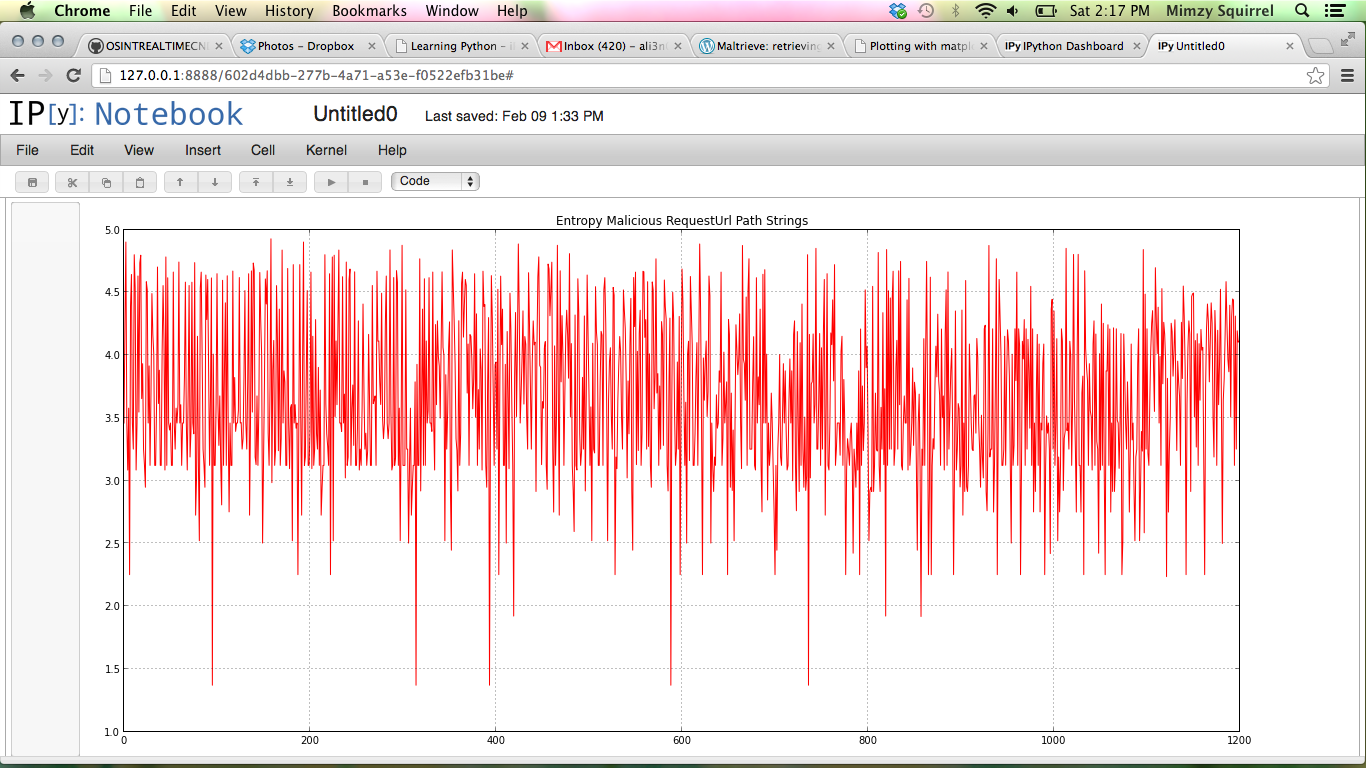 Chrome File Edit View History Bookmarks Window Help Sat 2:17 PM Mimzy Squirrel
OSINTREALTIMECN Photos – Dropbox Learning Python – Inbox (420) – ali3n Maltrieve: retrieving Plotting with matpl IPy IPython Dashboard IPy Untitled0
127.0.0.1:8888/602d4dbb-277b-4a71-a53e-f0522efb31be#
IP[y]: Notebook Untitled0 Last saved: Feb 09 1:33 PM
File Edit View Insert Cell Kernel Help
Code
Entropy Malicious RequestUrl Path Strings
5.0
4.5
4.0
3.5
3.0
2.5
2.0
1.5
1.0
0 200 400 600 800 1000 1200